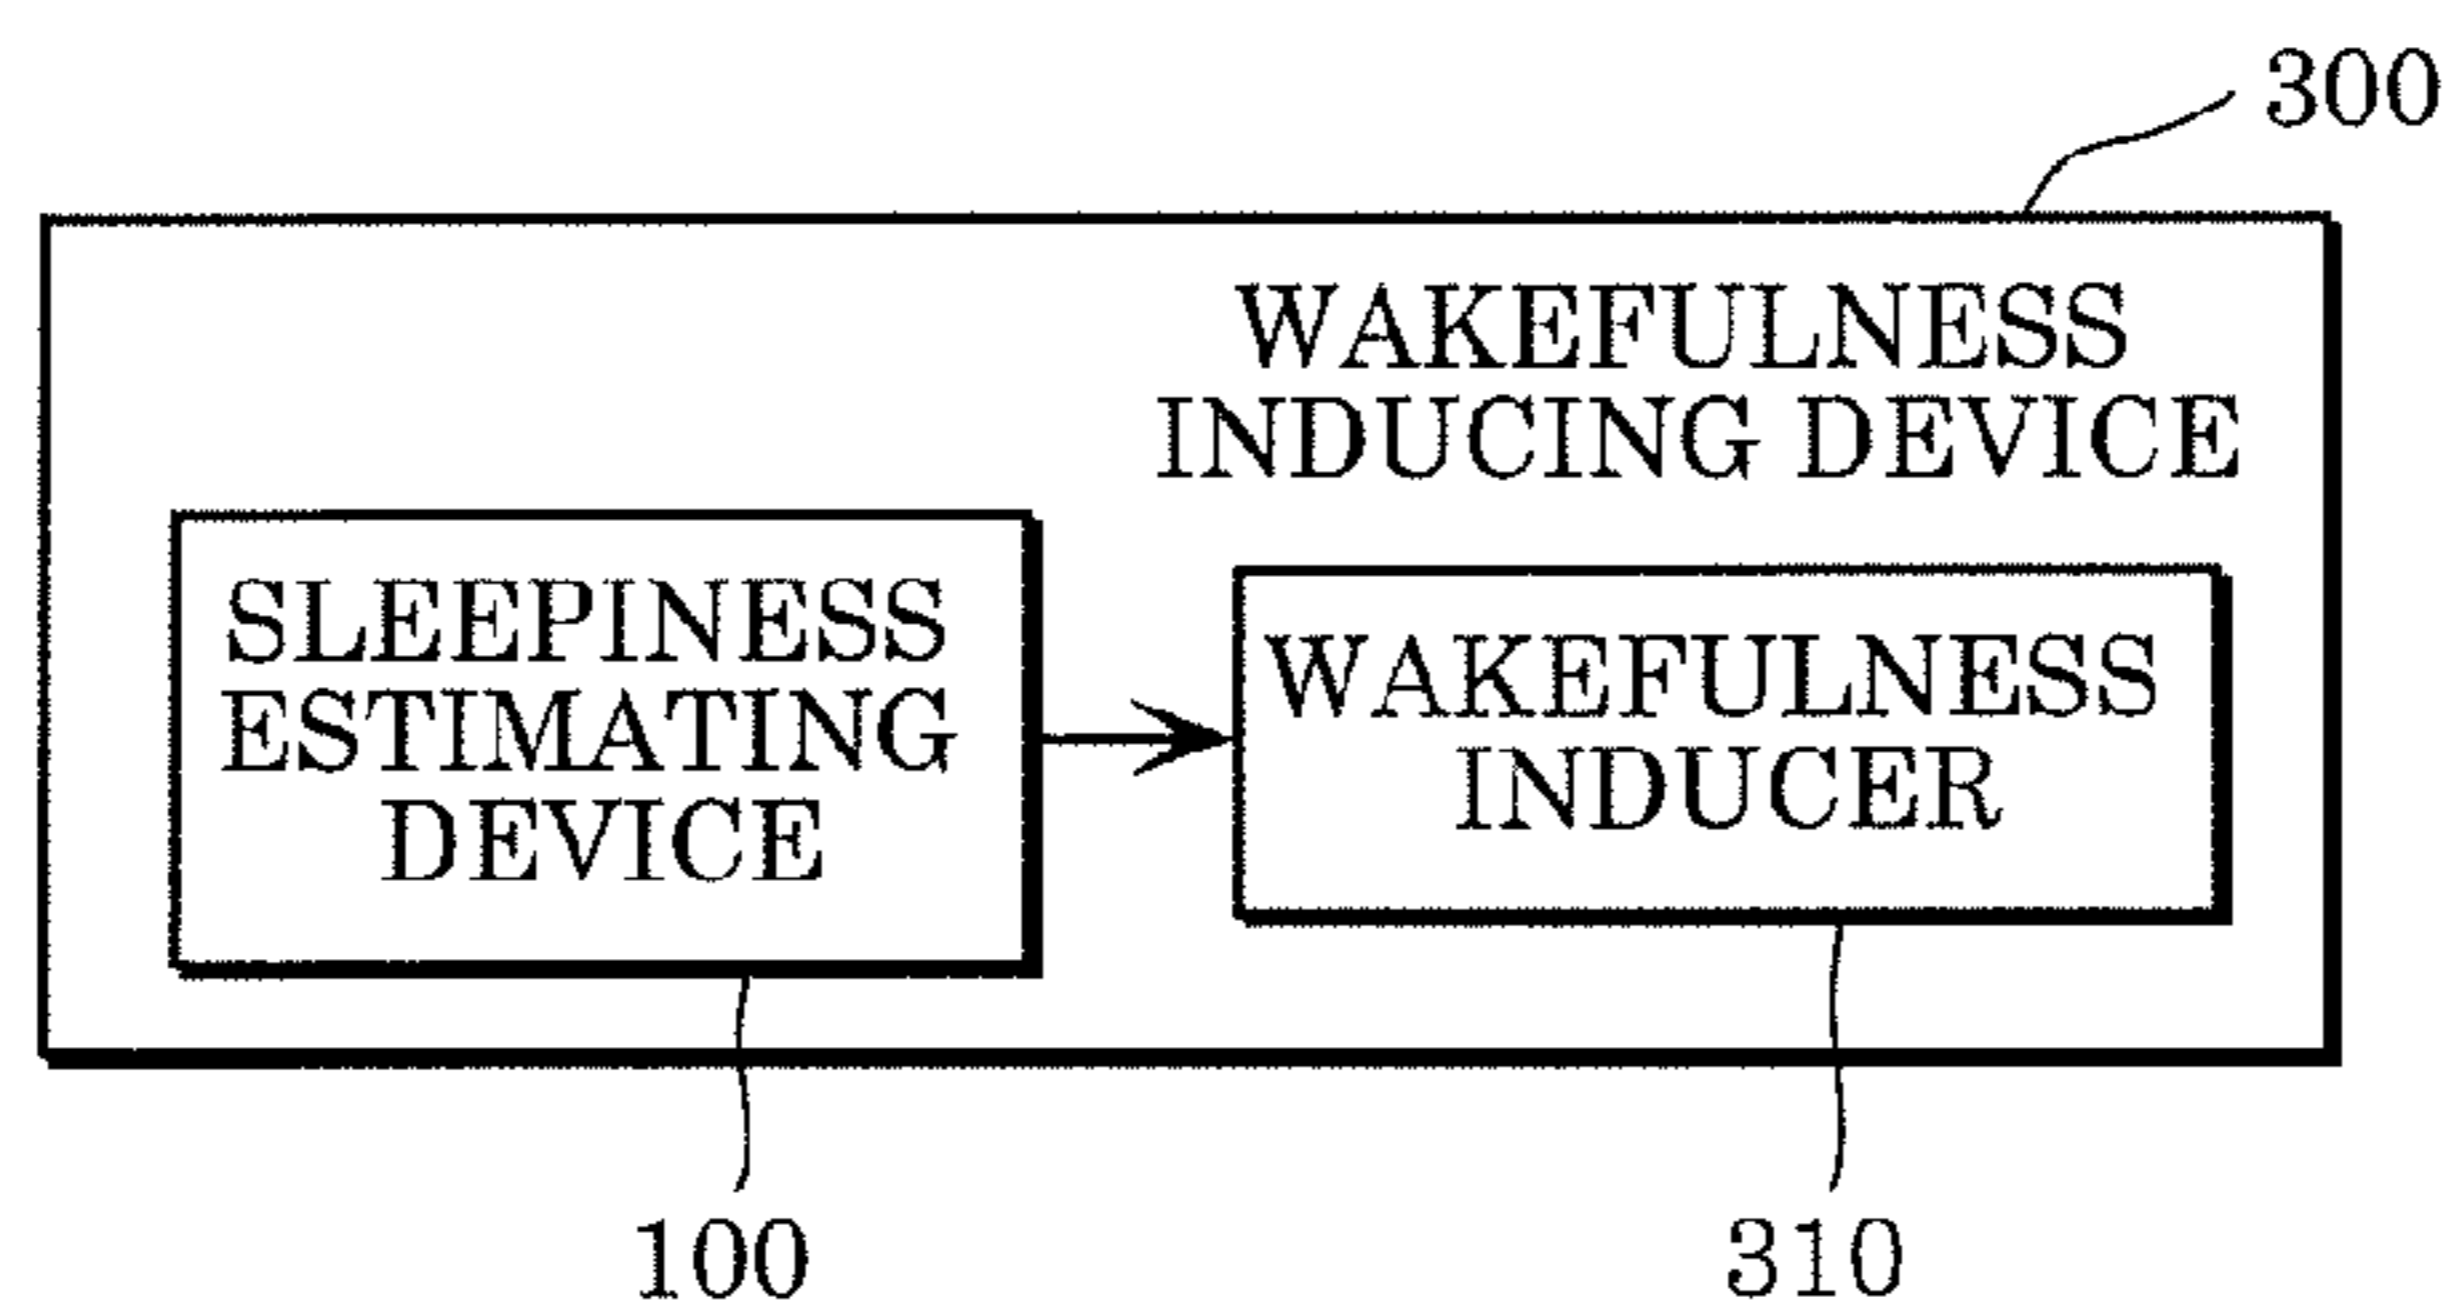 300
WAKEFULNESS
INDUCING DEVICE
SLEEPINESS
ESTIMATING
DEVICE
WAKEFULNESS
INDUCER
100
310